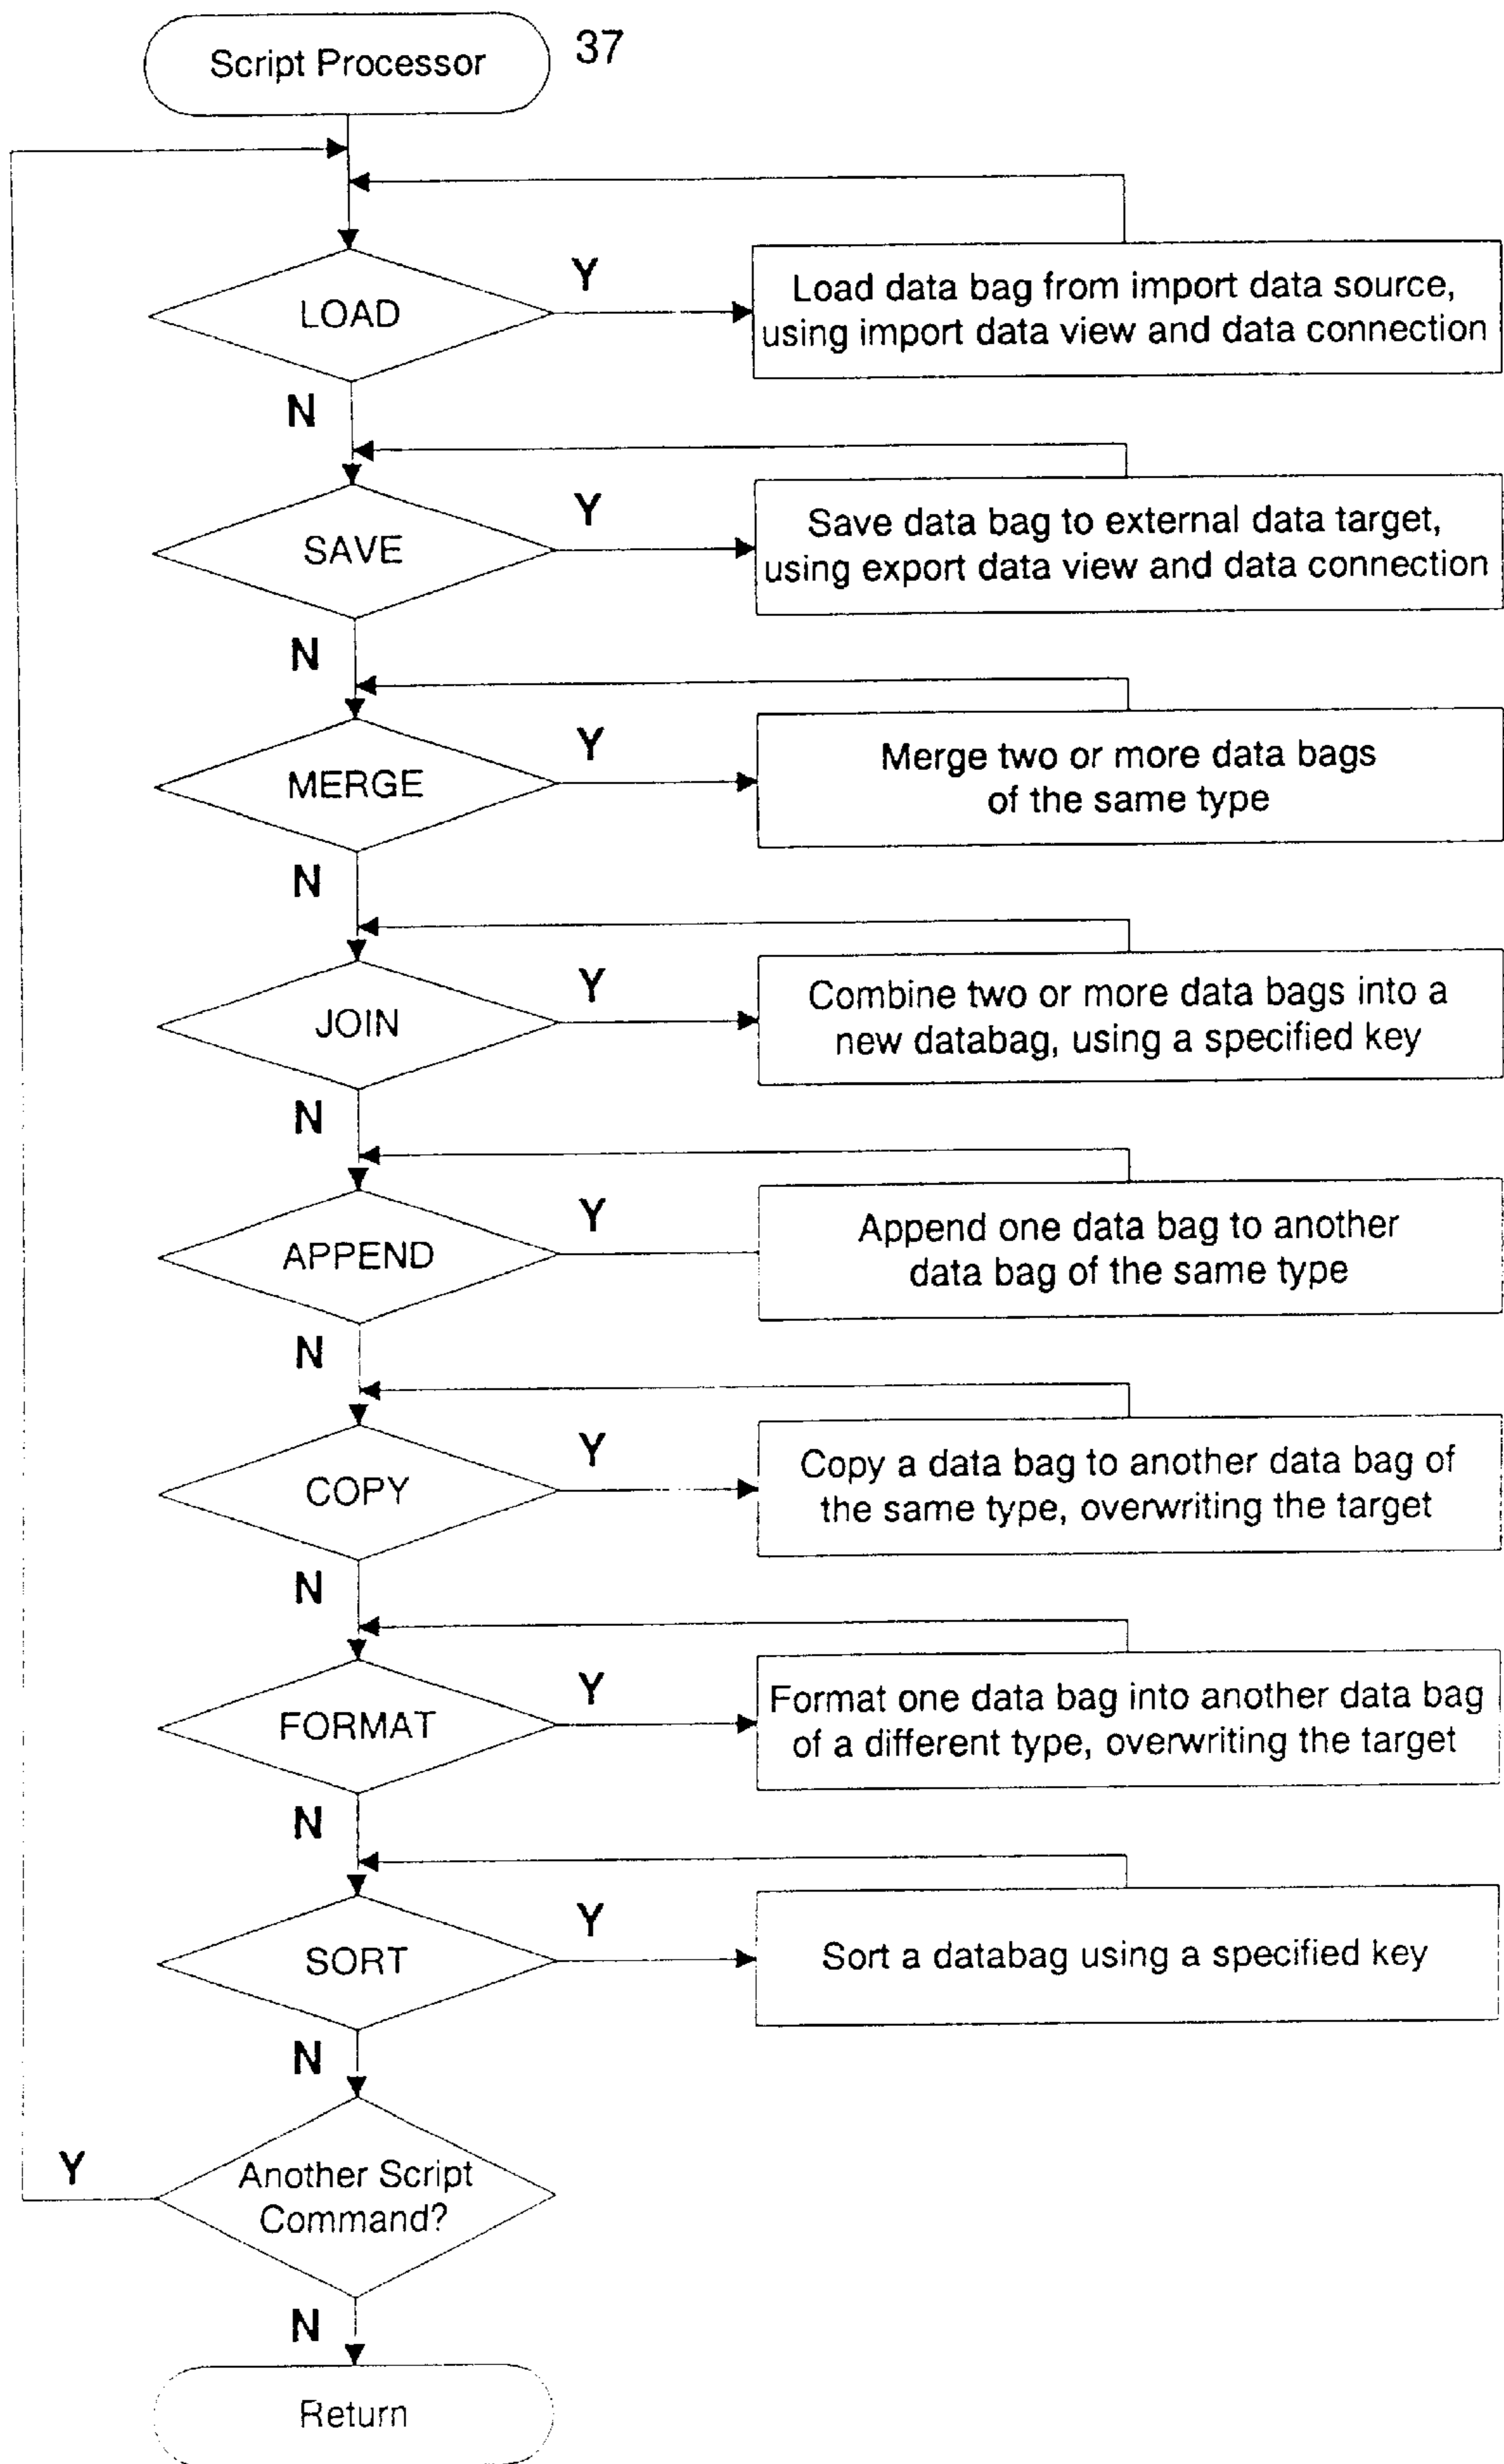 Script Processor
37
LOAD
Y
Load data bag from import data source,
using import data view and data connection
N
SAVE
Y
Save data bag to external data target,
using export data view and data connection
N
MERGE
Y
Merge two or more data bags
of the same type
N
JOIN
Y
Combine two or more data bags into a
new databag, using a specified key
N
APPEND
Y
Append one data bag to another
data bag of the same type
N
COPY
Y
Copy a data bag to another data bag of
the same type, overwriting the target
N
FORMAT
Y
Format one data bag into another data bag
of a different type, overwriting the target
N
SORT
Y
Sort a databag using a specified key
N
Y
Another Script
Command?
N
Return